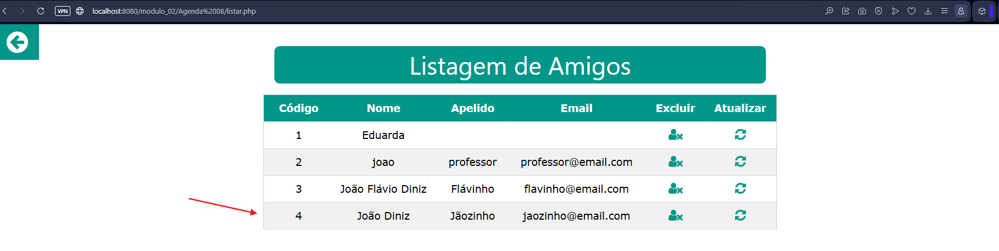 VPN localhost:8080/modulo_02/Agenda%2008/listar.php
Listagem de Amigos
Código Nome Apelido Email Excluir Atualizar
1 Eduarda
2 joao professor professor@email.com
3 João Flávio Diniz Flávinho flavinho@email.com
4 João Diniz Jãozinho jaozinho@email.com